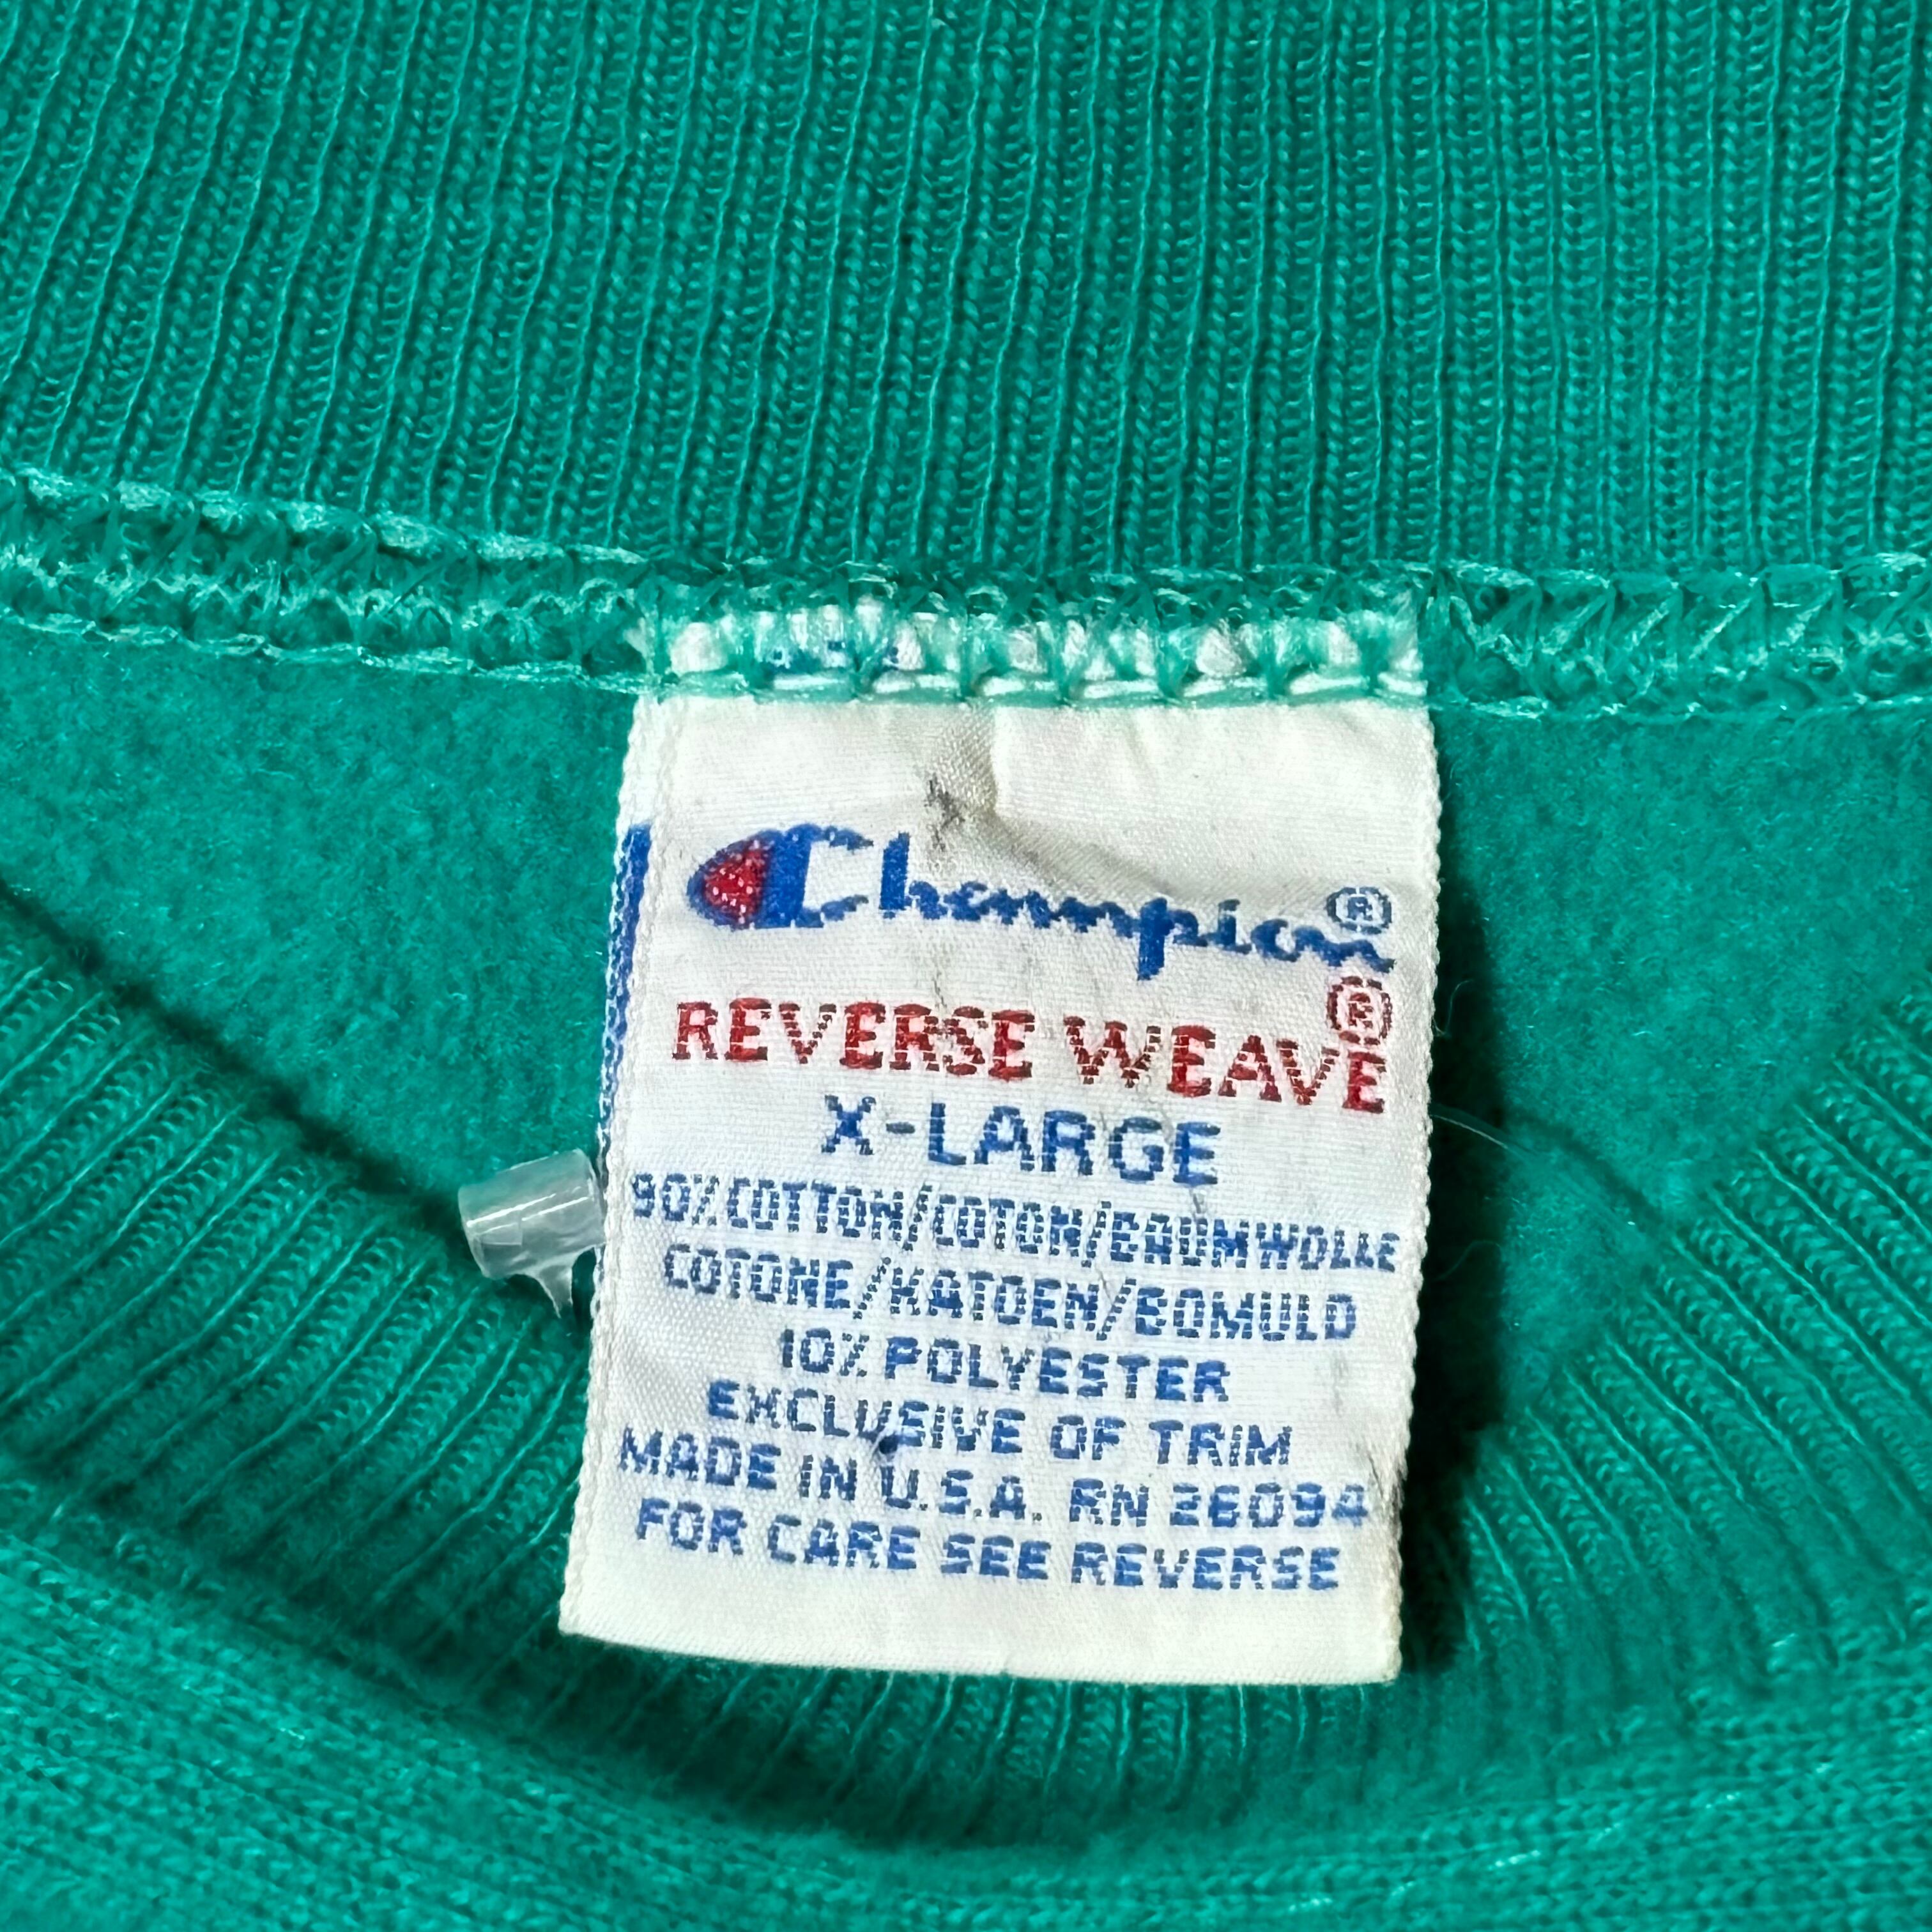 Champion®
REVERSE WEAVE®
X-LARGE
90% COTTON/COTON/BAUMWOLLE
COTONE/KATOEN/BOMULD
10% POLYESTER
EXCLUSIVE OF TRIM
MADE IN U.S.A. RN 26094
FOR CARE SEE REVERSE